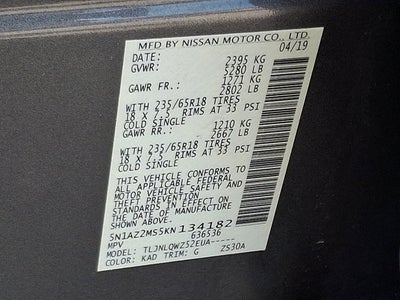 MFD BY NISSAN MOTOR CO., LTD.
DATE: 04/19
GVWR: 2395 KG
5280 LB
GAWR FR.: 1271 KG
2802 LB
WITH 235/65R18 TIRES
18 X 7.5 RIMS AT 33 PSI
COLD SINGLE
GAWR RR.: 1210 KG
2667 LB
WITH 235/65R18 TIRES
18 X 7.5 RIMS AT 33 PSI
COLD SINGLE
THIS VEHICLE CONFORMS TO
ALL APPLICABLE FEDERAL
MOTOR VEHICLE SAFETY AND
THEFT PREVENTION
STANDARDS IN EFFECT ON
THE DATE OF MANUFACTURE
SHOWN ABOVE.
5N1AZ2MS5KN134182
MPV 636536
MODEL: TLJNLQWZ52EUA-----
COLOR: KAD TRIM: G Z530A